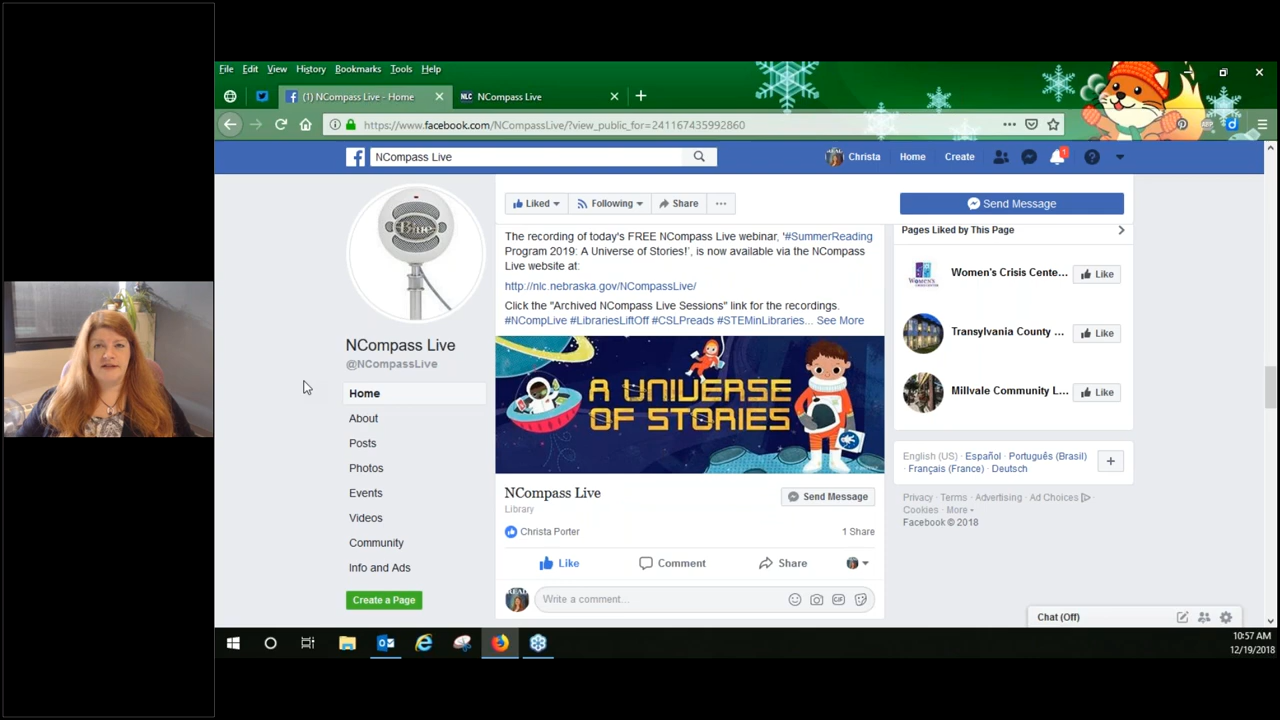 File Edit View History Bookmarks Tools Help
(1) NCompass Live - Home
NLC NCompass Live
https://www.facebook.com/NCompassLive/?view_public_for=241167435992860
NCompass Live
Christa Home Create 1
Liked Following Share
Send Message
The recording of today's FREE NCompass Live webinar, '#SummerReading
Program 2019: A Universe of Stories!', is now available via the NCompass
Live website at:
http://nlc.nebraska.gov/NCompassLive/
Click the "Archived NCompass Live Sessions" link for the recordings.
#NCompLive #LibrariesLiftOff #CSLPreads #STEMinLibraries... See More
A UNIVERSE
OF STORIES
NCompass Live
Library
Send Message
Christa Porter
1 Share
Like Comment Share
Write a comment...
GIF
Blue
NCompass Live
@NCompassLive
Home
About
Posts
Photos
Events
Videos
Community
Info and Ads
Create a Page
Pages Liked by This Page
Women's Crisis Cente... Like
Transylvania County ... Like
Millvale Community L... Like
English (US) · Español · Português (Brasil) ·
Français (France) · Deutsch
Privacy · Terms · Advertising · Ad Choices ·
Cookies · More
Facebook © 2018
Chat (Off)
10:57 AM
12/19/2018